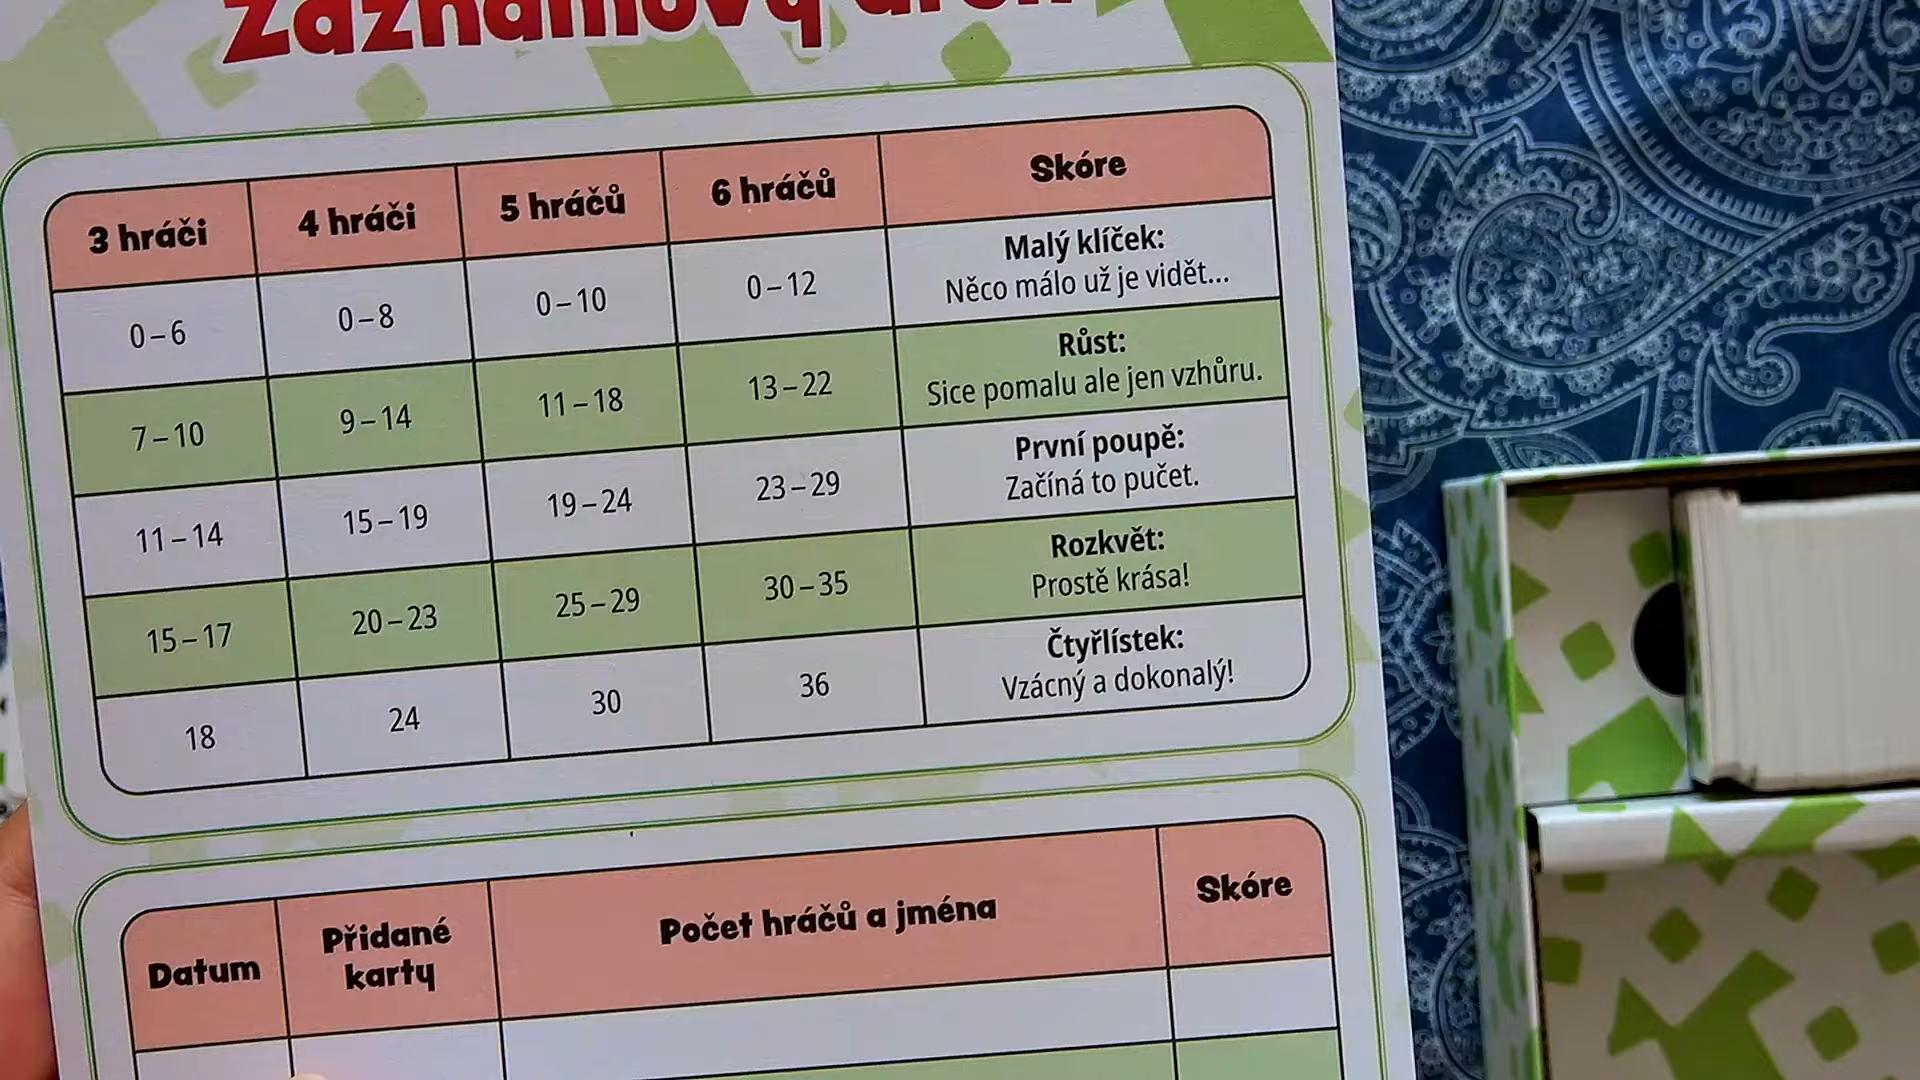 Záznamový arch
3 hráči 4 hráči 5 hráčů 6 hráčů Skóre
0–6 0–8 0–10 0–12 Malý klíček:
Něco málo už je vidět...
7–10 9–14 11–18 13–22 Růst:
Sice pomalu ale jen vzhůru.
11–14 15–19 19–24 23–29 První poupě:
Začíná to pučet.
15–17 20–23 25–29 30–35 Rozkvět:
Prostě krása!
18 24 30 36 Čtyřlístek:
Vzácný a dokonalý!
Datum Přidané karty Počet hráčů a jména Skóre